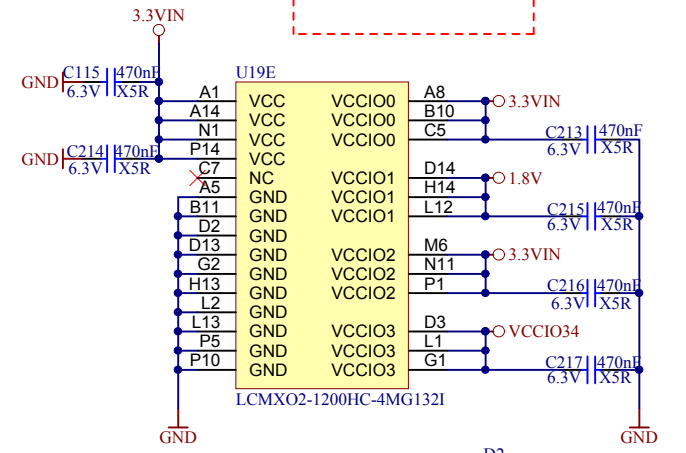 3.3VIN
GND C115 470nF
6.3V X5R
GND C214 470nF
6.3V X5R
U19E
A1 VCC VCCIO0 A8 3.3VIN
A14 VCC VCCIO0 B10
N1 VCC VCCIO0 C5 C213 470nF
6.3V X5R
P14 VCC
C7 NC VCCIO1 D14 1.8V
A5 GND VCCIO1 H14
B11 GND VCCIO1 L12 C215 470nF
6.3V X5R
D2 GND
D13 GND VCCIO2 M6 3.3VIN
G2 GND VCCIO2 N11
H13 GND VCCIO2 P1 C216 470nF
6.3V X5R
L2 GND
L13 GND VCCIO3 D3 VCCIO34
P5 GND VCCIO3 L1
P10 GND VCCIO3 G1 C217 470nF
6.3V X5R
LCMXO2-1200HC-4MG132I
GND GND